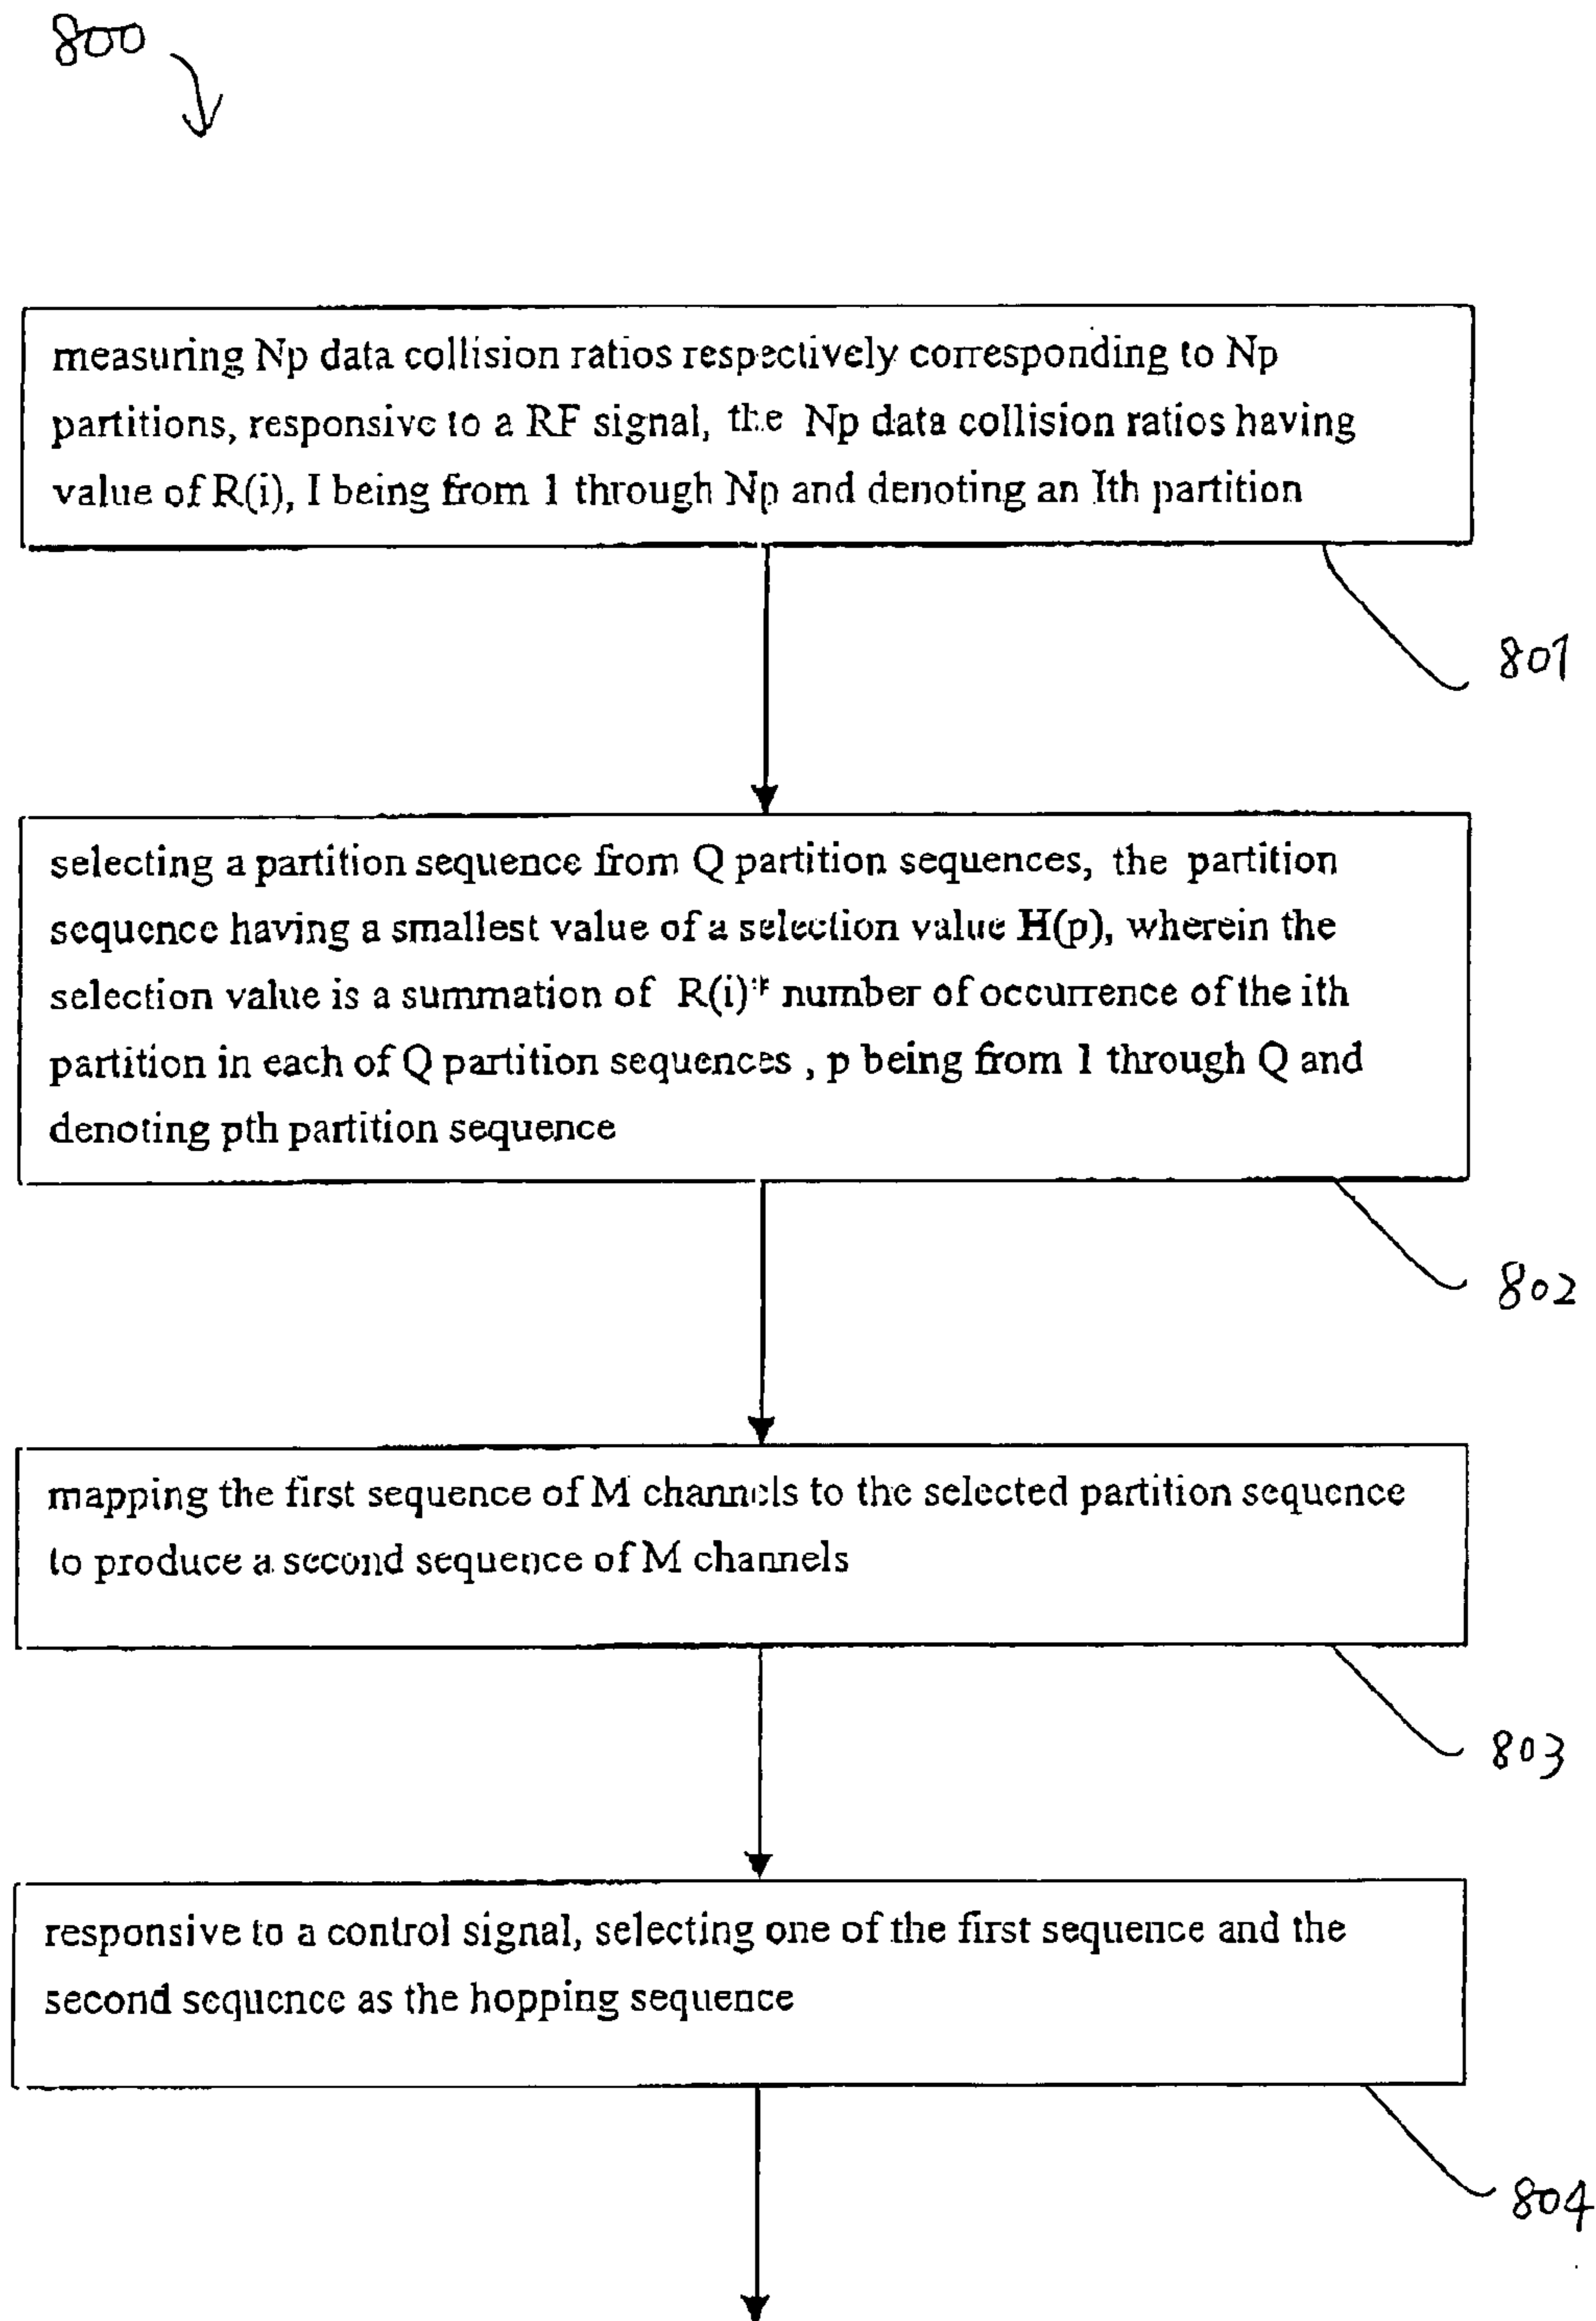 800
measuring Np data collision ratios respectively corresponding to Np
partitions, responsive to a RF signal, the Np data collision ratios having
value of R(i), I being from 1 through Np and denoting an Ith partition
801
selecting a partition sequence from Q partition sequences, the partition
sequence having a smallest value of a selection value H(p), wherein the
selection value is a summation of R(i)* number of occurrence of the ith
partition in each of Q partition sequences , p being from 1 through Q and
denoting pth partition sequence
802
mapping the first sequence of M channels to the selected partition sequence
to produce a second sequence of M channels
803
responsive to a control signal, selecting one of the first sequence and the
second sequence as the hopping sequence
804